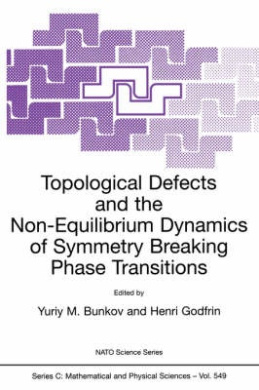 Topological Defects
and the
Non-Equilibrium Dynamics
of Symmetry Breaking
Phase Transitions
Edited by
Yuriy M. Bunkov and Henri Godfrin
NATO Science Series
Series C: Mathematical and Physical Sciences – Vol. 549